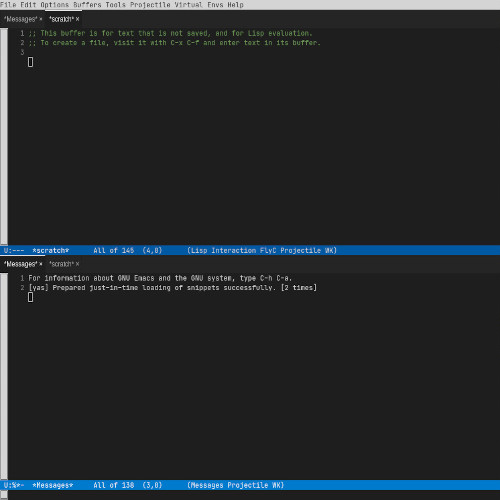 File Edit Options Buffers Tools Projectile Virtual Envs Help
*Messages* × *scratch* ×
1 ;; This buffer is for text that is not saved, and for Lisp evaluation.
2 ;; To create a file, visit it with C-x C-f and enter text in its buffer.
3
U:--- *scratch* All of 145 (4,0) (Lisp Interaction FlyC Projectile WK)
*Messages* × *scratch* ×
1 For information about GNU Emacs and the GNU system, type C-h C-a.
2 [yas] Prepared just-in-time loading of snippets successfully. [2 times]
U:%*- *Messages* All of 138 (3,0) (Messages Projectile WK)